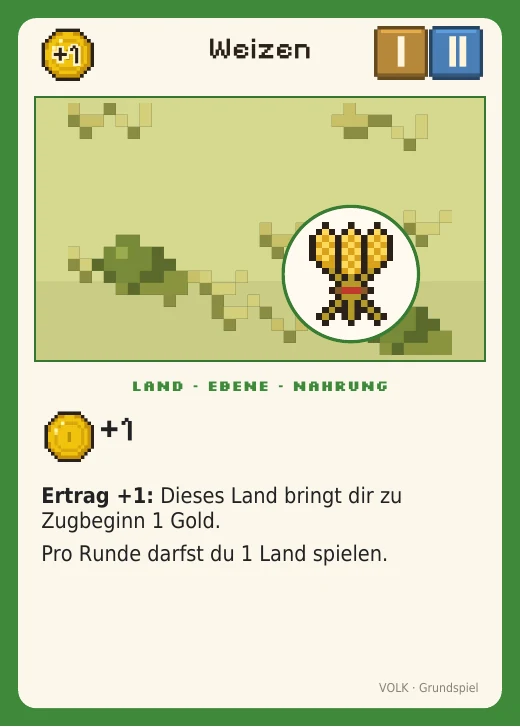 +1 Weizen I II
LAND - EBENE - NAHRUNG
+1
Ertrag +1: Dieses Land bringt dir zu
Zugbeginn 1 Gold.
Pro Runde darfst du 1 Land spielen.
VOLK · Grundspiel